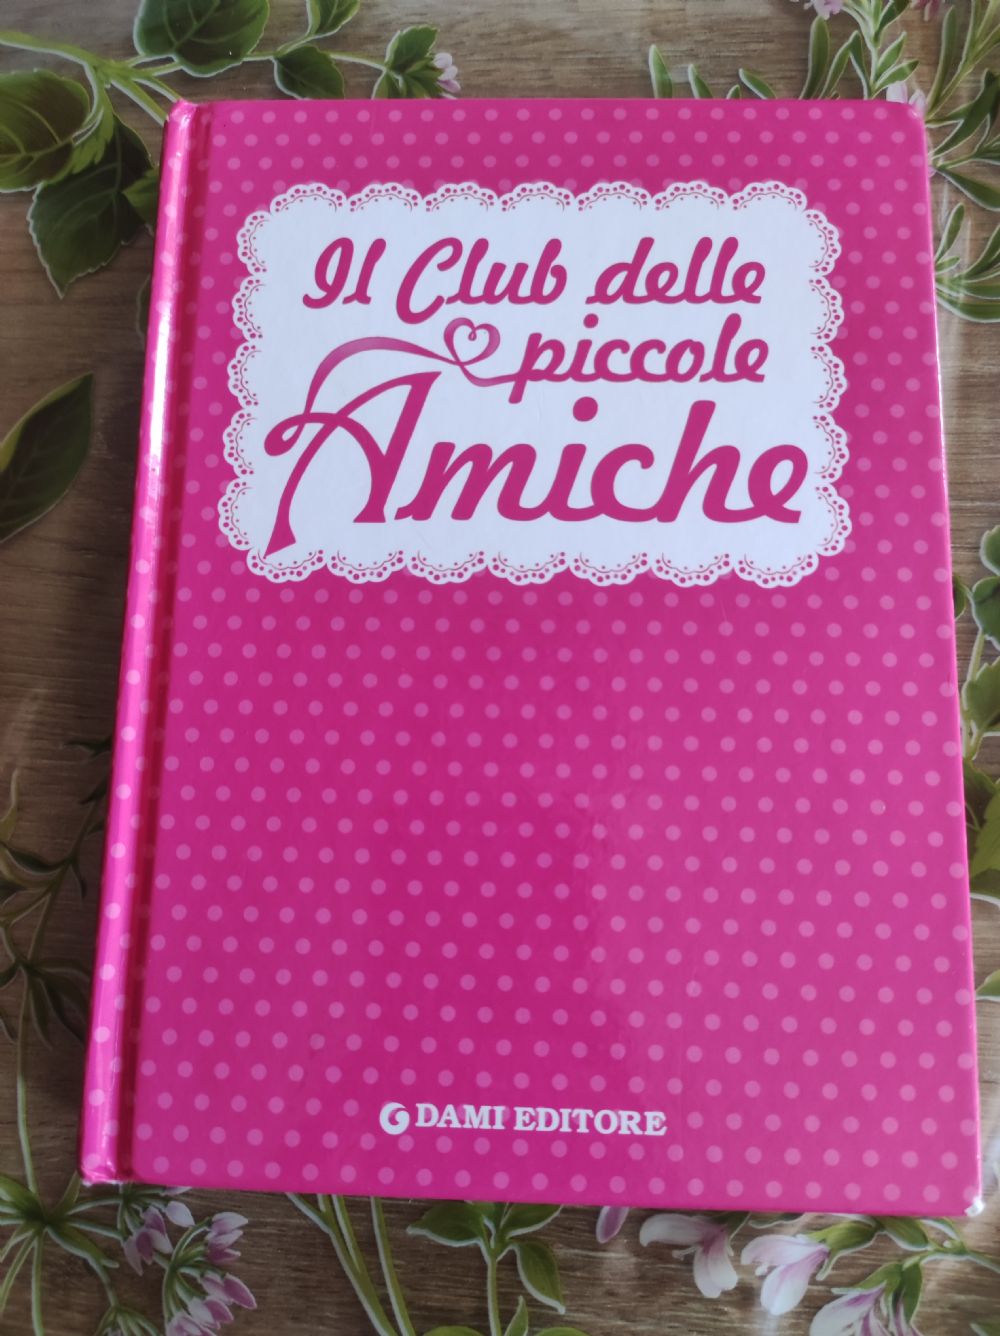 Il Club delle
piccole
Amiche
DAMI EDITORE